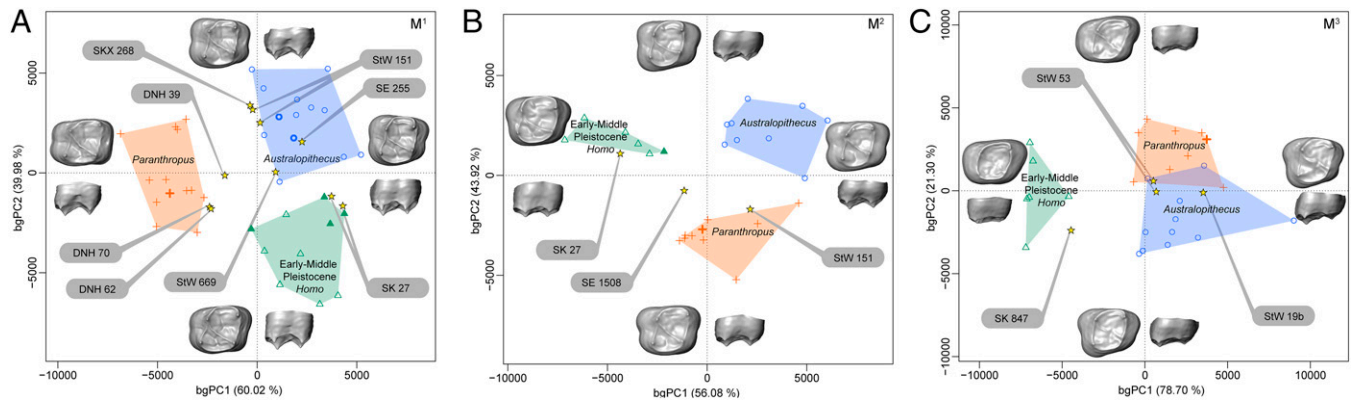 A
M¹
SKX 268
StW 151
DNH 39
SE 255
Paranthropus
Australopithecus
DNH 70
DNH 62
StW 669
Early-Middle
Pleistocene
Homo
SK 27
5000
0
−5000
bgPC2 (39.98 %)
−10000
−5000
0
5000
bgPC1 (60.02 %)
B
M²
Early-Middle
Pleistocene
Homo
Australopithecus
SK 27
SE 1508
Paranthropus
StW 151
5000
0
−5000
bgPC2 (43.92 %)
−10000
−5000
0
5000
bgPC1 (56.08 %)
C
M³
StW 53
Paranthropus
Early-Middle
Pleistocene
Homo
Australopithecus
SK 847
StW 19b
10000
5000
0
−5000
−10000
bgPC2 (21.30 %)
−10000
−5000
0
5000
10000
bgPC1 (78.70 %)